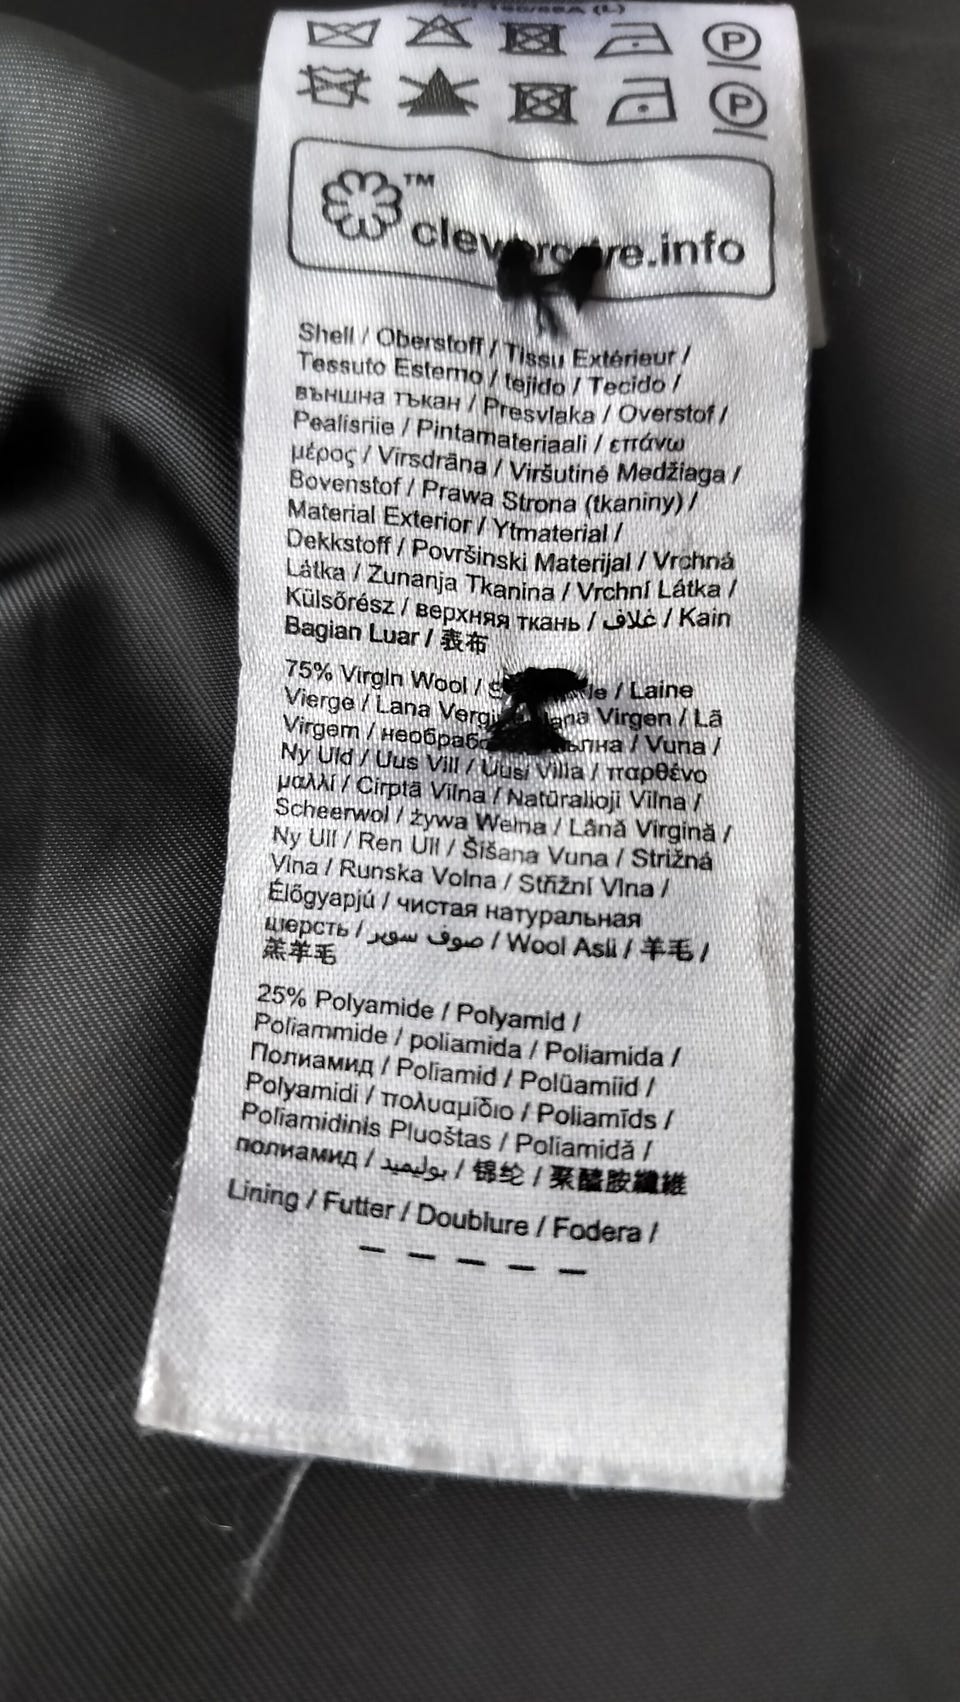 (L)
P
P
TM
clevercare.info
Shell / Oberstoff / Tissu Extérieur /
Tessuto Esterno / tejido / Tecido /
външна тъкан / Presvlaka / Overstof /
Pealisriie / Pintamateriaali / επάνω
μέρος / Virsdrāna / Viršutinė Medžiaga /
Bovenstof / Prawa Strona (tkaniny) /
Material Exterior / Ytmaterial /
Dekkstoff / Površinski Materijal / Vrchná
Látka / Zunanja Tkanina / Vrchní Látka /
Külsőrész / верхняя ткань / غلاف / Kain
Bagian Luar / 表布
75% Virgin Wool / / Laine
Vierge / Lana Virgen / Lã
Virgem / / Vuna /
Ny Uld / Uus Vill / Uusi Villa / παρθένο
μαλλί / Cirptā Vilna / Natūralioji Vilna /
Scheerwol / żywa Wełna / Lână Virgină /
Ny Ull / Ren Ull / Šišana Vuna / Strižná
Vlna / Runska Volna / Střižní Vlna /
Élőgyapjú / чистая натуральная
шерсть / صوف سوبر / Wool Asli / 羊毛 /
羔羊毛
25% Polyamide / Polyamid /
Poliammide / poliamida / Poliamida /
Полиамид / Poliamid / Polüamiid /
Polyamidi / πολυαμίδιο / Poliamīds /
Poliamidinis Pluoštas / Poliamidă /
полиамид / بوليميد / 锦纶 / 聚醯胺纖維
Lining / Futter / Doublure / Fodera /
– – – – –